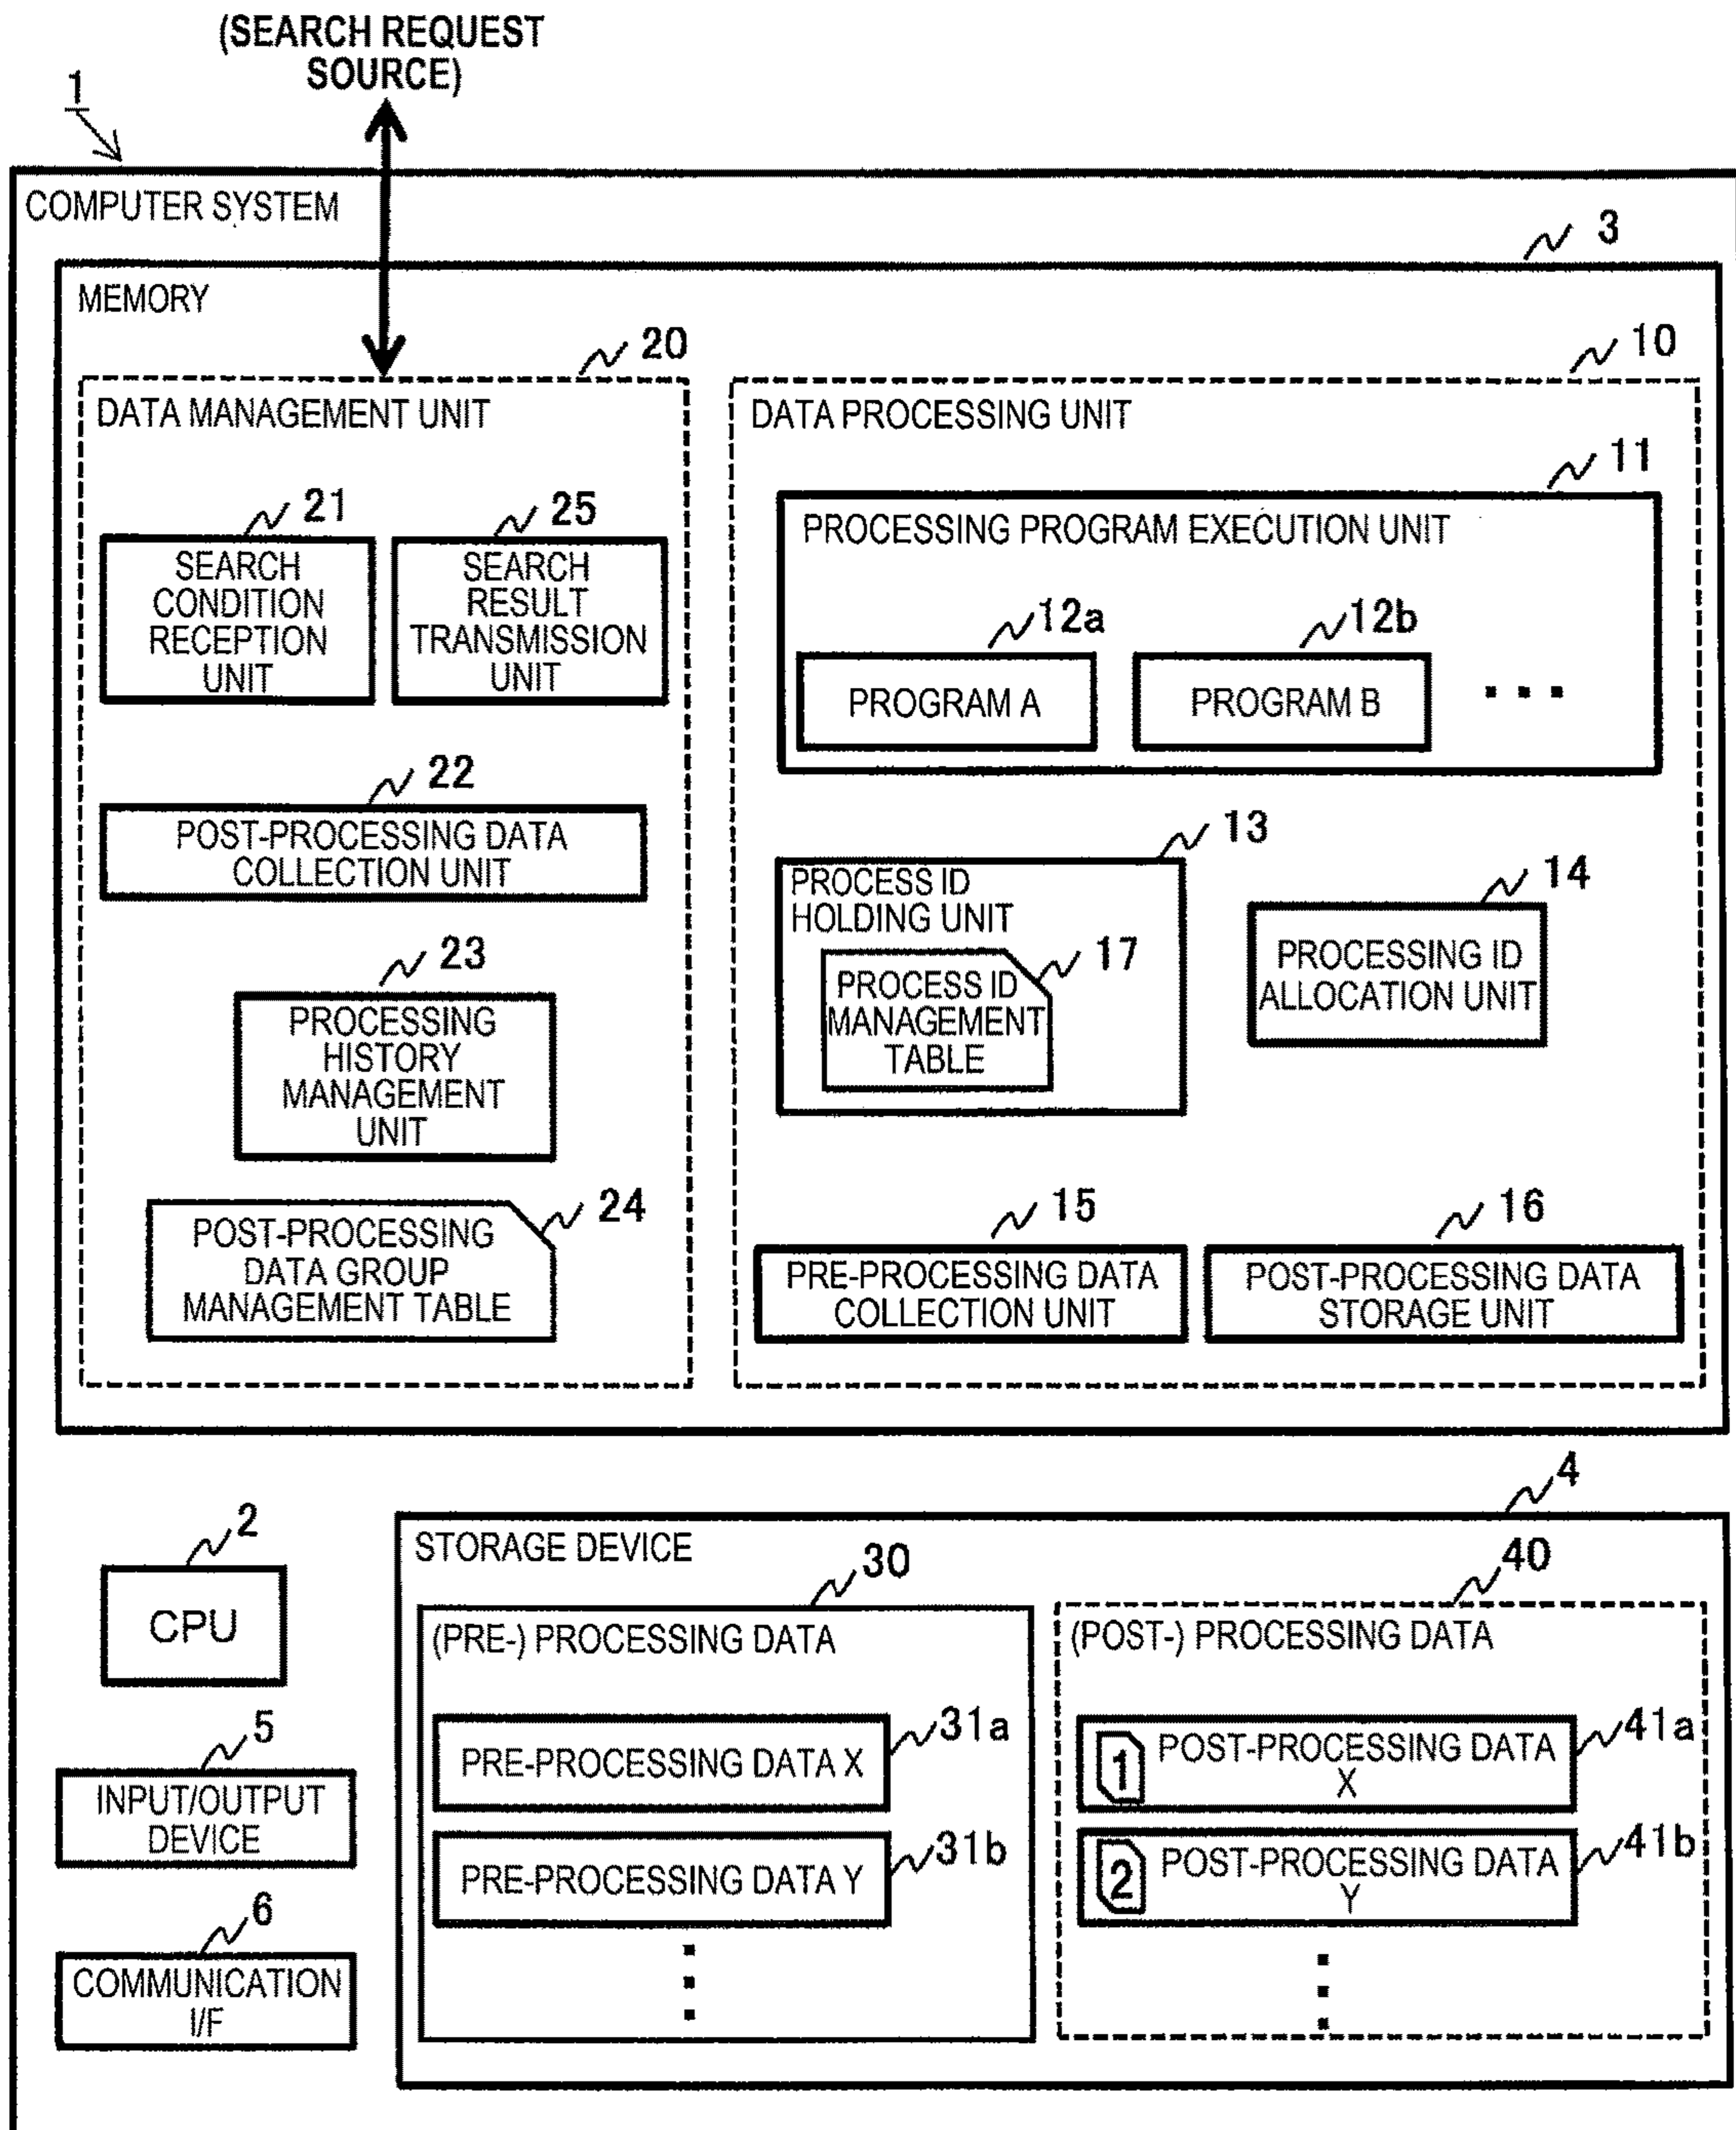 (SEARCH REQUEST
SOURCE)
1
COMPUTER SYSTEM
3
MEMORY
20
10
DATA MANAGEMENT UNIT
DATA PROCESSING UNIT
11
21
25
SEARCH
CONDITION
RECEPTION
UNIT
SEARCH
RESULT
TRANSMISSION
UNIT
PROCESSING PROGRAM EXECUTION UNIT
12a
12b
PROGRAM A
PROGRAM B
22
POST-PROCESSING DATA
COLLECTION UNIT
13
PROCESS ID
HOLDING UNIT
17
PROCESS ID
MANAGEMENT
TABLE
14
PROCESSING ID
ALLOCATION UNIT
23
PROCESSING
HISTORY
MANAGEMENT
UNIT
24
POST-PROCESSING
DATA GROUP
MANAGEMENT TABLE
15
PRE-PROCESSING DATA
COLLECTION UNIT
16
POST-PROCESSING DATA
STORAGE UNIT
4
2
CPU
STORAGE DEVICE
30
40
(PRE-) PROCESSING DATA
(POST-) PROCESSING DATA
31a
PRE-PROCESSING DATA X
41a
1 POST-PROCESSING DATA
X
5
INPUT/OUTPUT
DEVICE
31b
PRE-PROCESSING DATA Y
41b
2 POST-PROCESSING DATA
Y
6
COMMUNICATION
I/F